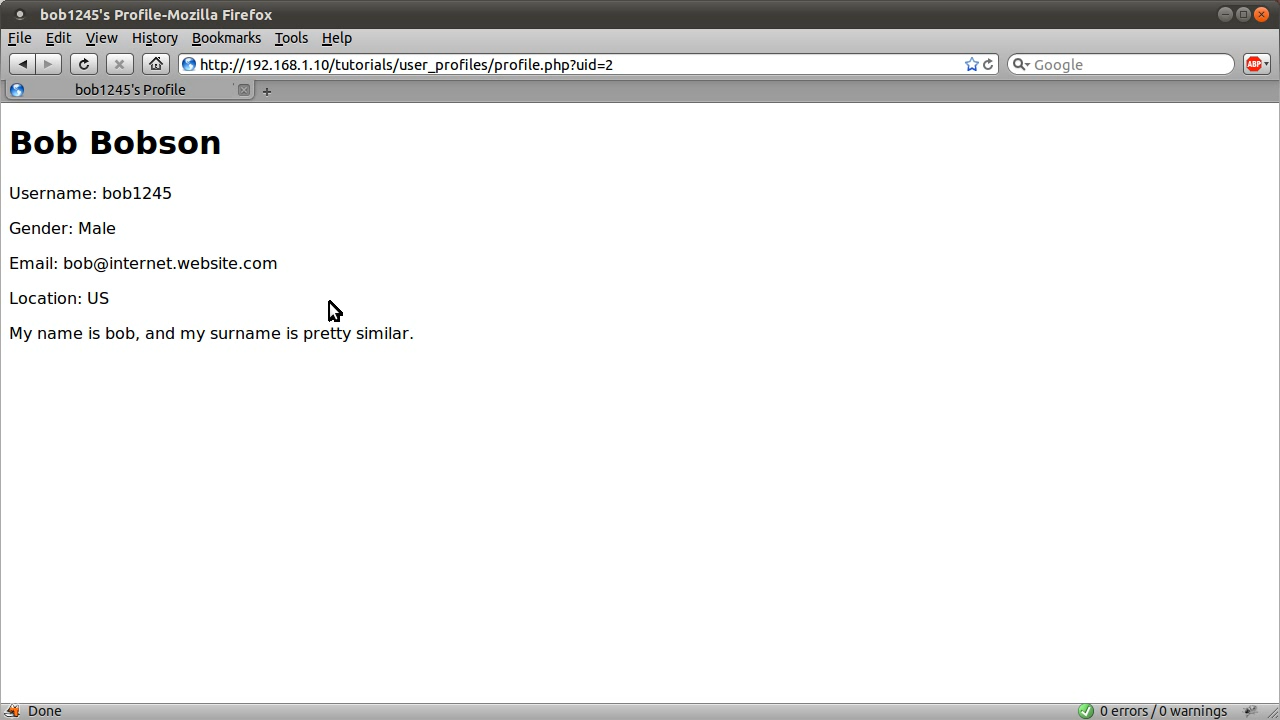 bob1245's Profile-Mozilla Firefox
File Edit View History Bookmarks Tools Help
http://192.168.1.10/tutorials/user_profiles/profile.php?uid=2
Google
ABP
bob1245's Profile
Bob Bobson
Username: bob1245
Gender: Male
Email: bob@internet.website.com
Location: US
My name is bob, and my surname is pretty similar.
Done
0 errors / 0 warnings